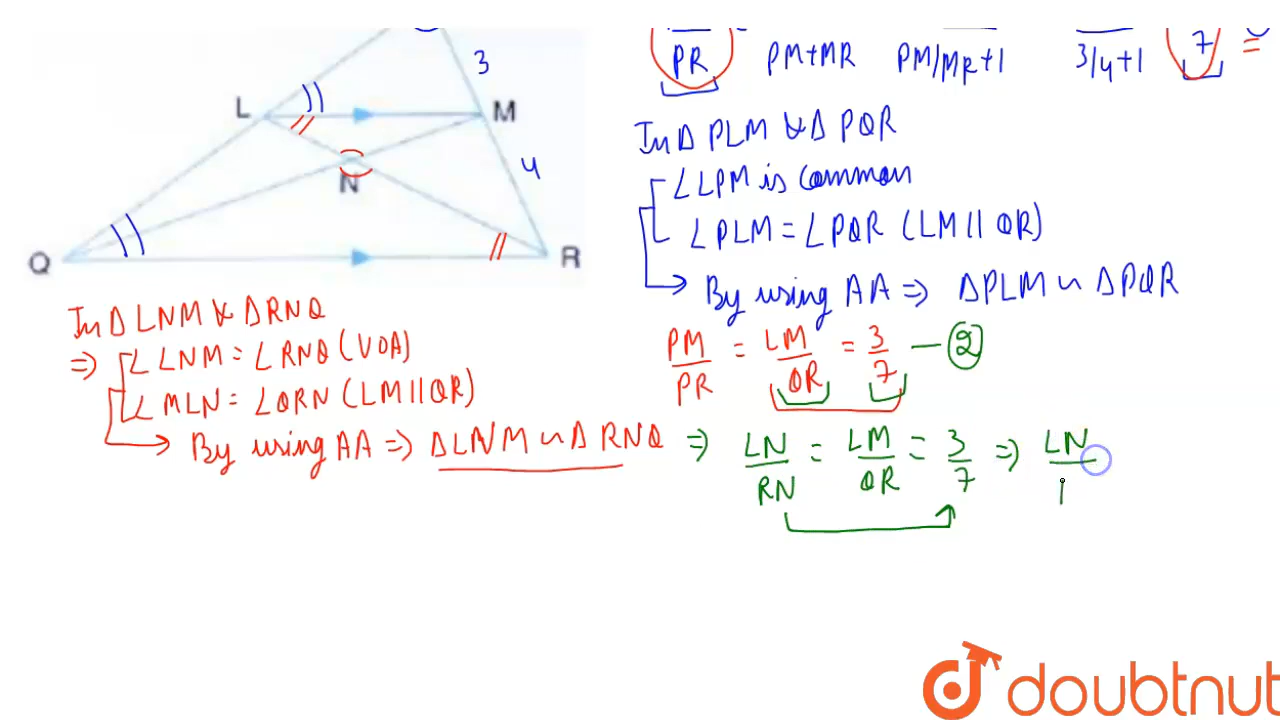 3
PR PM+MR PM/MR+1 3/4+1 7 =
L M
In Δ PLM & Δ PQR
4
N
∠LPM is common
∠PLM = ∠PQR (LM || QR)
Q R
By using AA ⇒ ΔPLM ~ ΔPQR
In Δ LNM & ΔRNQ
⇒ ∠LNM = ∠RNQ (VOA)
PM/PR = LM/QR = 3/7 — 2
∠MLN = ∠QRN (LM || QR)
By using AA ⇒ ΔLNM ~ Δ RNQ ⇒ LN/RN = LM/QR = 3/7 ⇒ LN
doubtnut